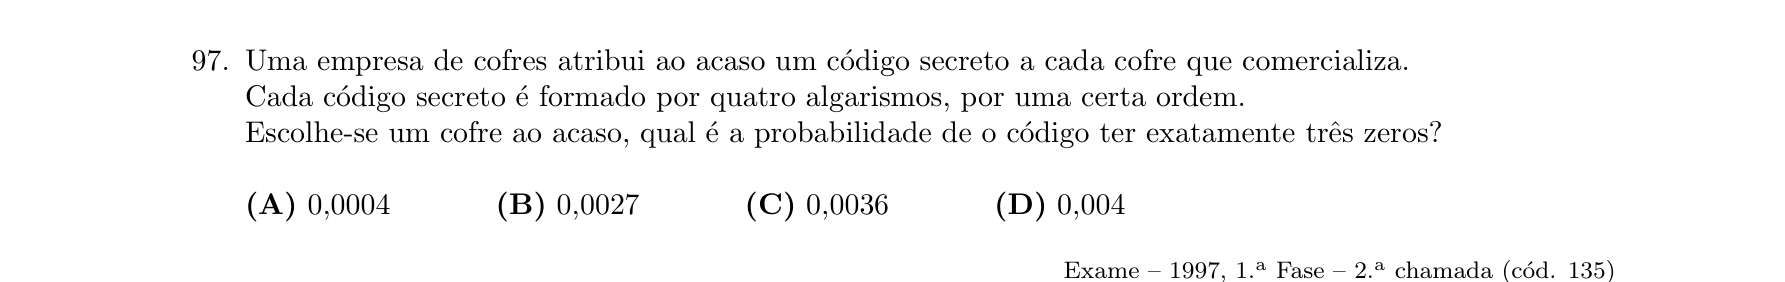 97. Uma empresa de cofres atribui ao acaso um código secreto a cada cofre que comercializa.
Cada código secreto é formado por quatro algarismos, por uma certa ordem.
Escolhe-se um cofre ao acaso, qual é a probabilidade de o código ter exatamente três zeros?
(A) 0,0004 (B) 0,0027 (C) 0,0036 (D) 0,004
Exame – 1997, 1.ª Fase – 2.ª chamada (cód. 135)